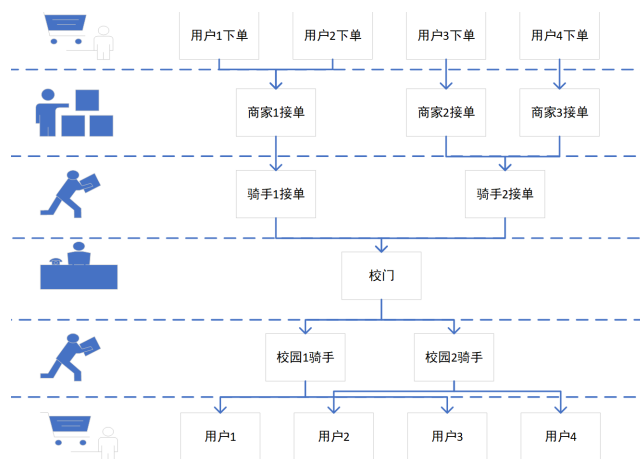 用户1下单
用户2下单
用户3下单
用户4下单
商家1接单
商家2接单
商家3接单
骑手1接单
骑手2接单
校门
校园1骑手
校园2骑手
用户1
用户2
用户3
用户4